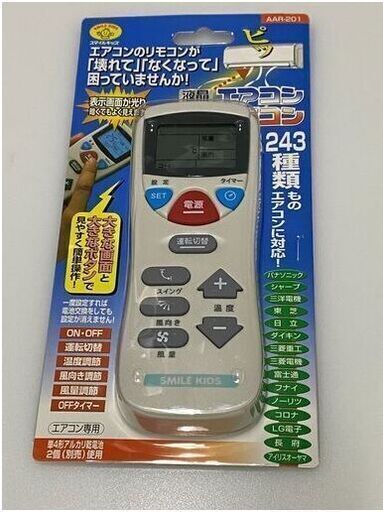 AAR-201
スマイルキッズ
エアコンのリモコンが
「壊れて」「なくなって」
困っていませんか!
ピッ
表示画面が光り
暗くてもよく見える
液晶
エアコン
リモコン
243
種類もの
エアコンに対応!
設定
タイマー
SET
電源
運転切替
スイング
風向き
風量
温度
SMILE KIDS
大きな画面と
大きなボタンで
見やすく簡単操作!
一度設定すれば
電池交換をしても
設定が消えません!
ON・OFF
運転切替
温度調節
風向き調節
風量調節
OFFタイマー
エアコン専用
単4形アルカリ乾電池
2個(別売)使用
パナソニック
シャープ
三洋電機
東芝
日立
ダイキン
三菱重工
三菱電機
富士通
フナイ
ノーリツ
コロナ
LG電子
長府
アイリスオーヤマ